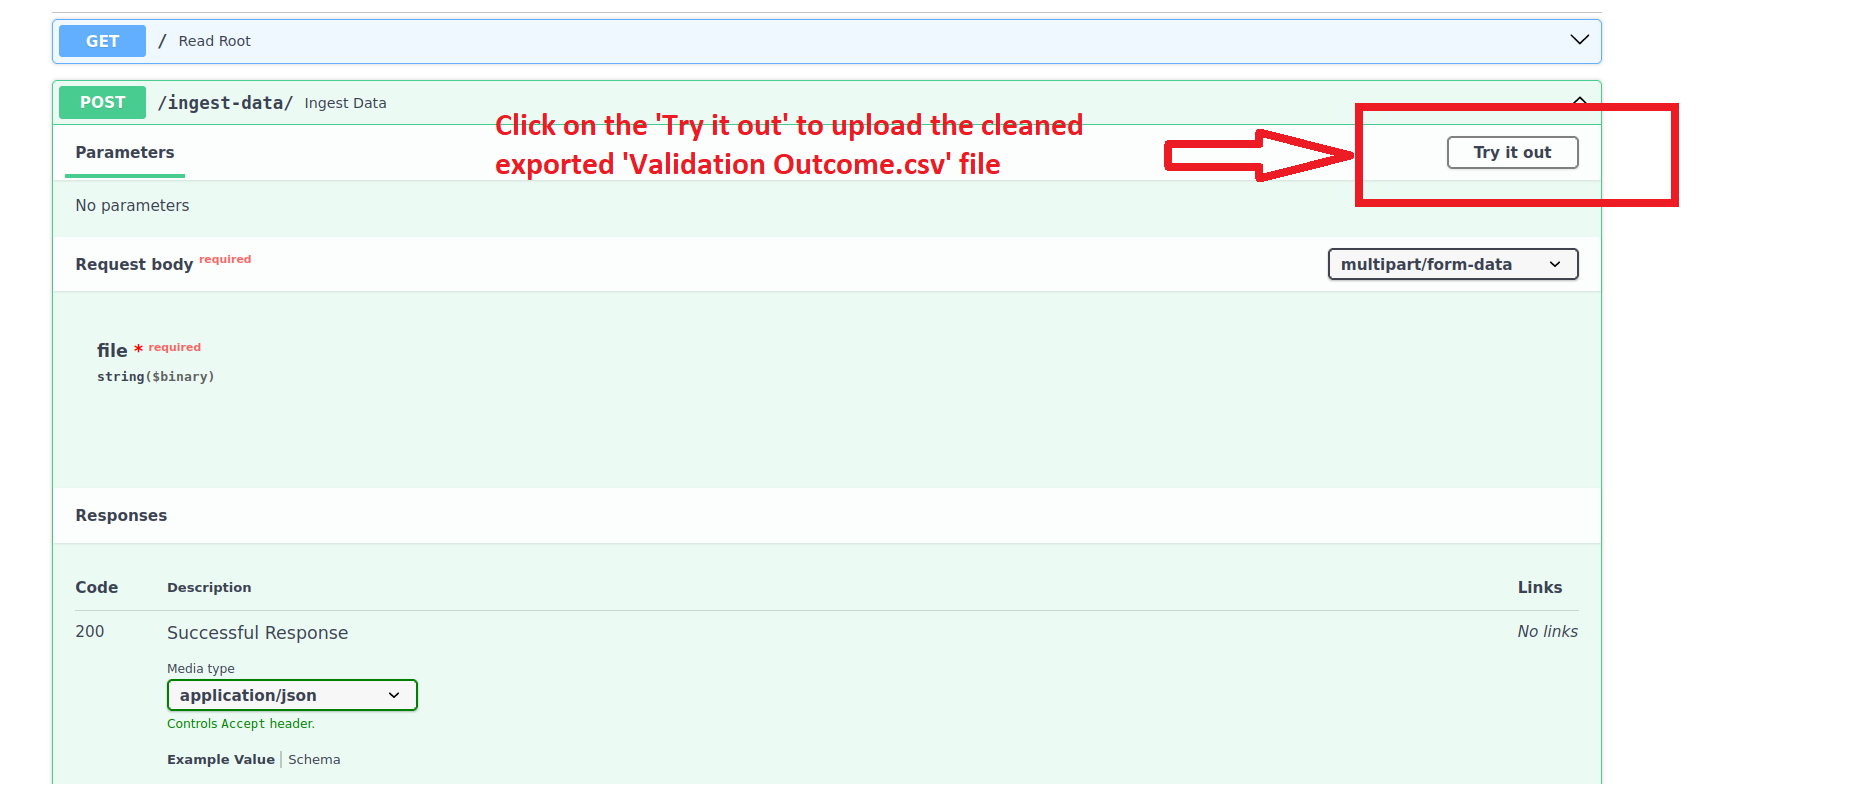 GET / Read Root
POST /ingest-data/ Ingest Data
Click on the 'Try it out' to upload the cleaned
exported 'Validation Outcome.csv' file
Parameters
Try it out
No parameters
Request body required
multipart/form-data
file * required
string($binary)
Responses
Code Description Links
200 Successful Response No links
Media type
application/json
Controls Accept header.
Example Value | Schema